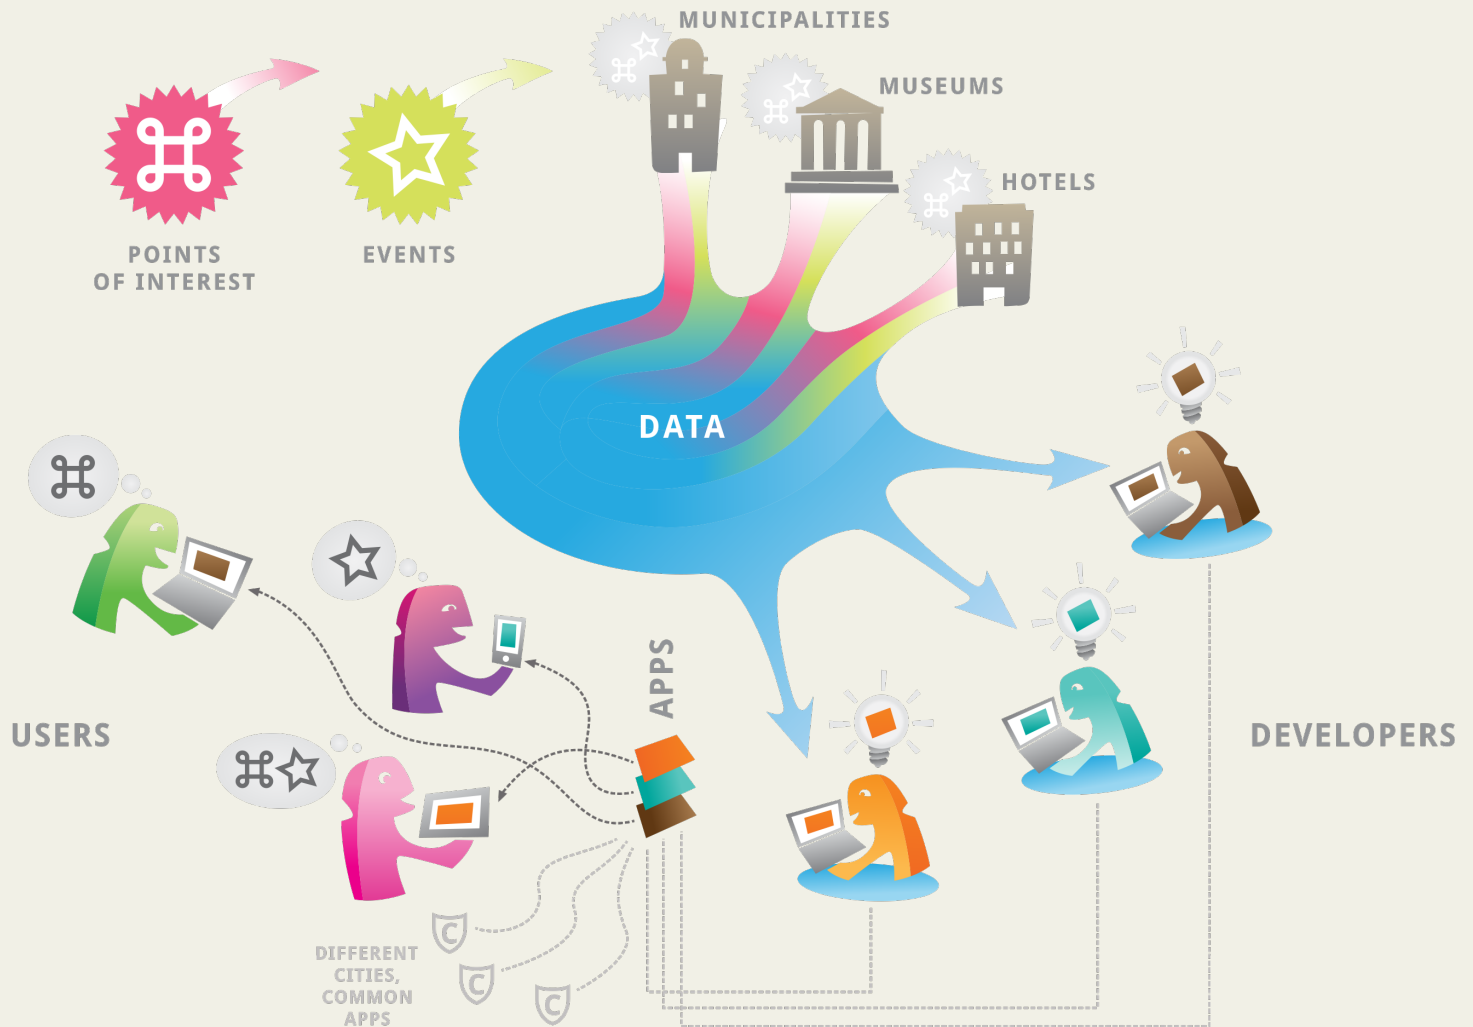 MUNICIPALITIES
MUSEUMS
HOTELS
POINTS
OF INTEREST
EVENTS
DATA
APPS
USERS
DEVELOPERS
C
C
C
DIFFERENT
CITIES,
COMMON
APPS